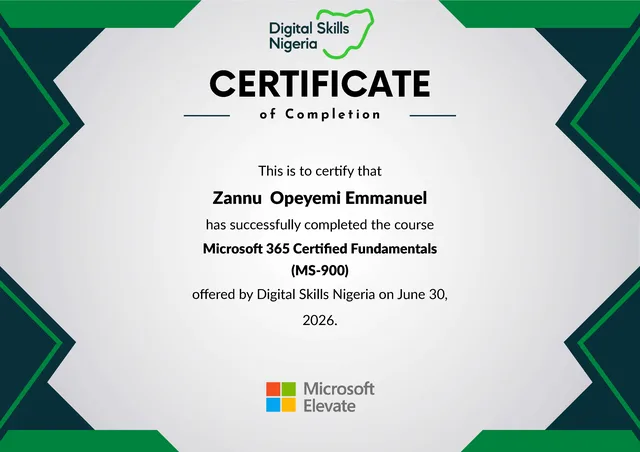 Digital Skills
Nigeria
CERTIFICATE
of Completion
This is to certify that
Zannu Opeyemi Emmanuel
has successfully completed the course
Microsoft 365 Certified Fundamentals
(MS-900)
offered by Digital Skills Nigeria on June 30,
2026.
Microsoft
Elevate